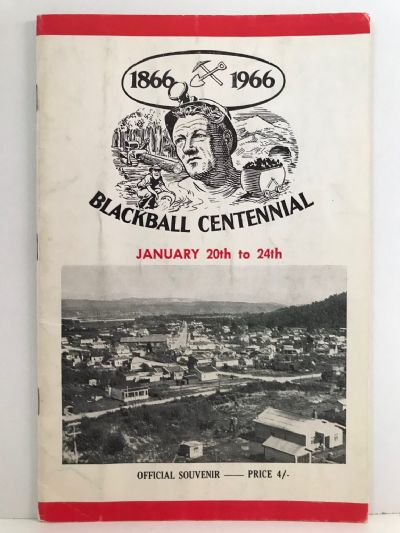 1866 1966
BLACKBALL CENTENNIAL
JANUARY 20th to 24th
OFFICIAL SOUVENIR —— PRICE 4/-